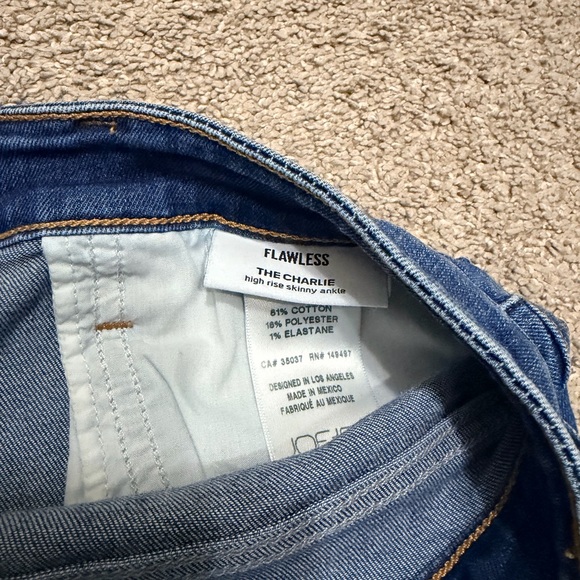 FLAWLESS
THE CHARLIE
high rise skinny ankle
81% COTTON
18% POLYESTER
1% ELASTANE
CA# 35037 RN# 149497
DESIGNED IN LOS ANGELES
MADE IN MEXICO
FABRIQUÉ AU MEXIQUE